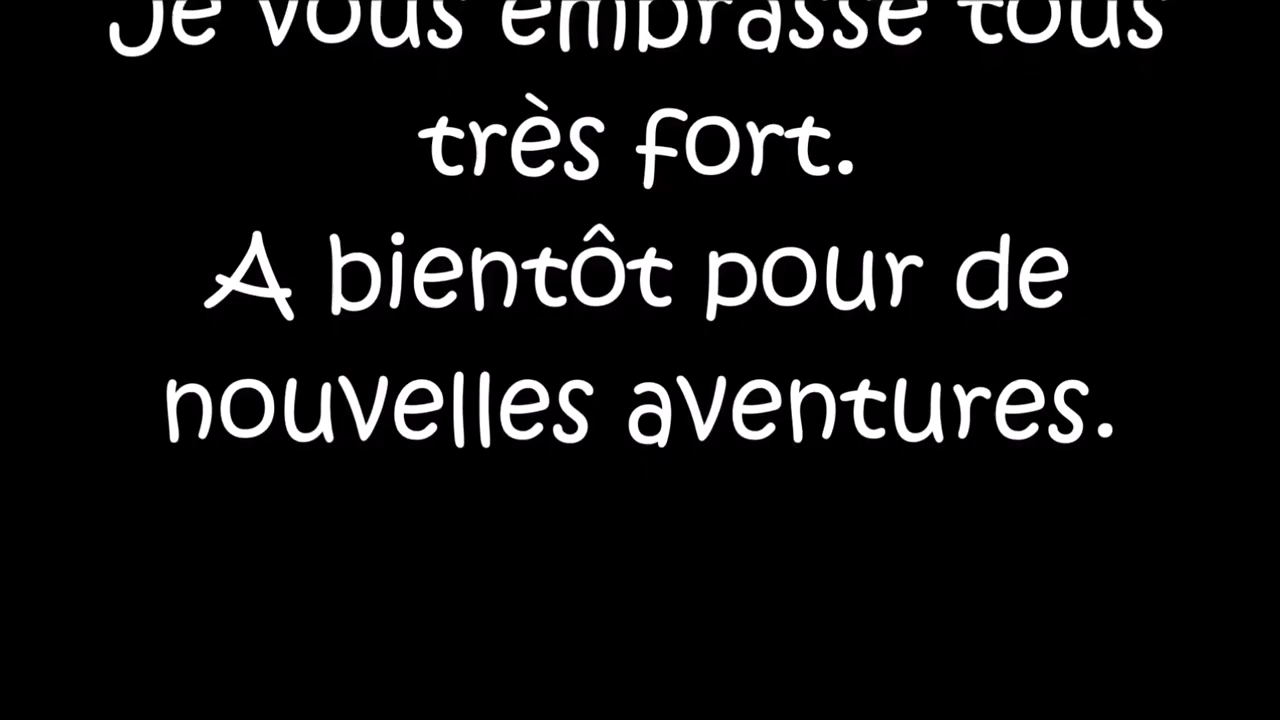 Je vous embrasse tous
très fort.
A bientôt pour de
nouvelles aventures.